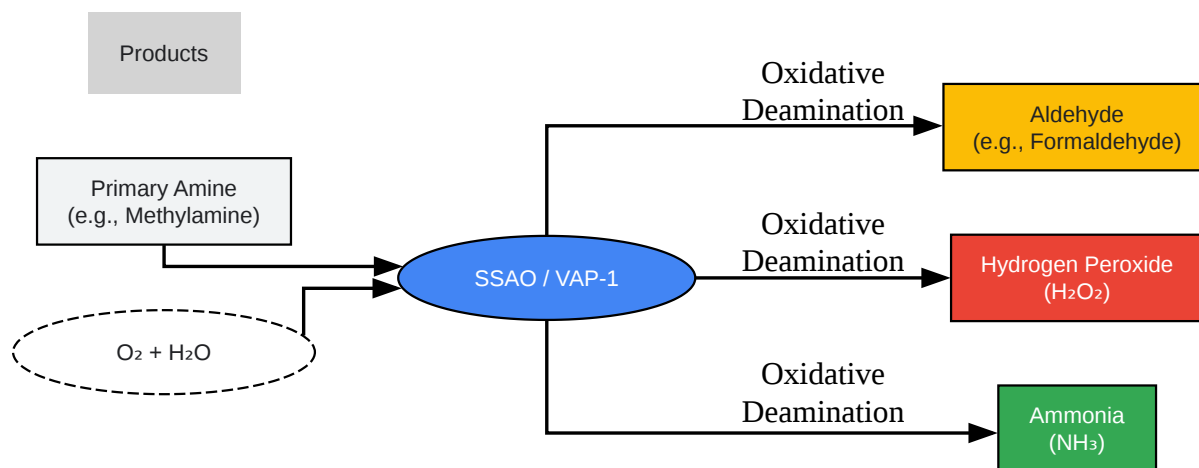 Products
Primary Amine
(e.g., Methylamine)
O₂ + H₂O
SSAO / VAP-1
Oxidative
Deamination
Aldehyde
(e.g., Formaldehyde)
Oxidative
Deamination
Hydrogen Peroxide
(H₂O₂)
Oxidative
Deamination
Ammonia
(NH₃)